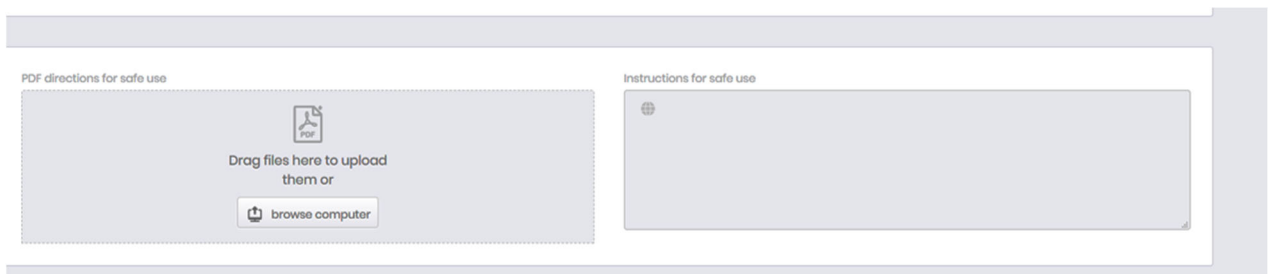 PDF directions for safe use
PDF
Drag files here to upload
them or
browse computer
Instructions for safe use